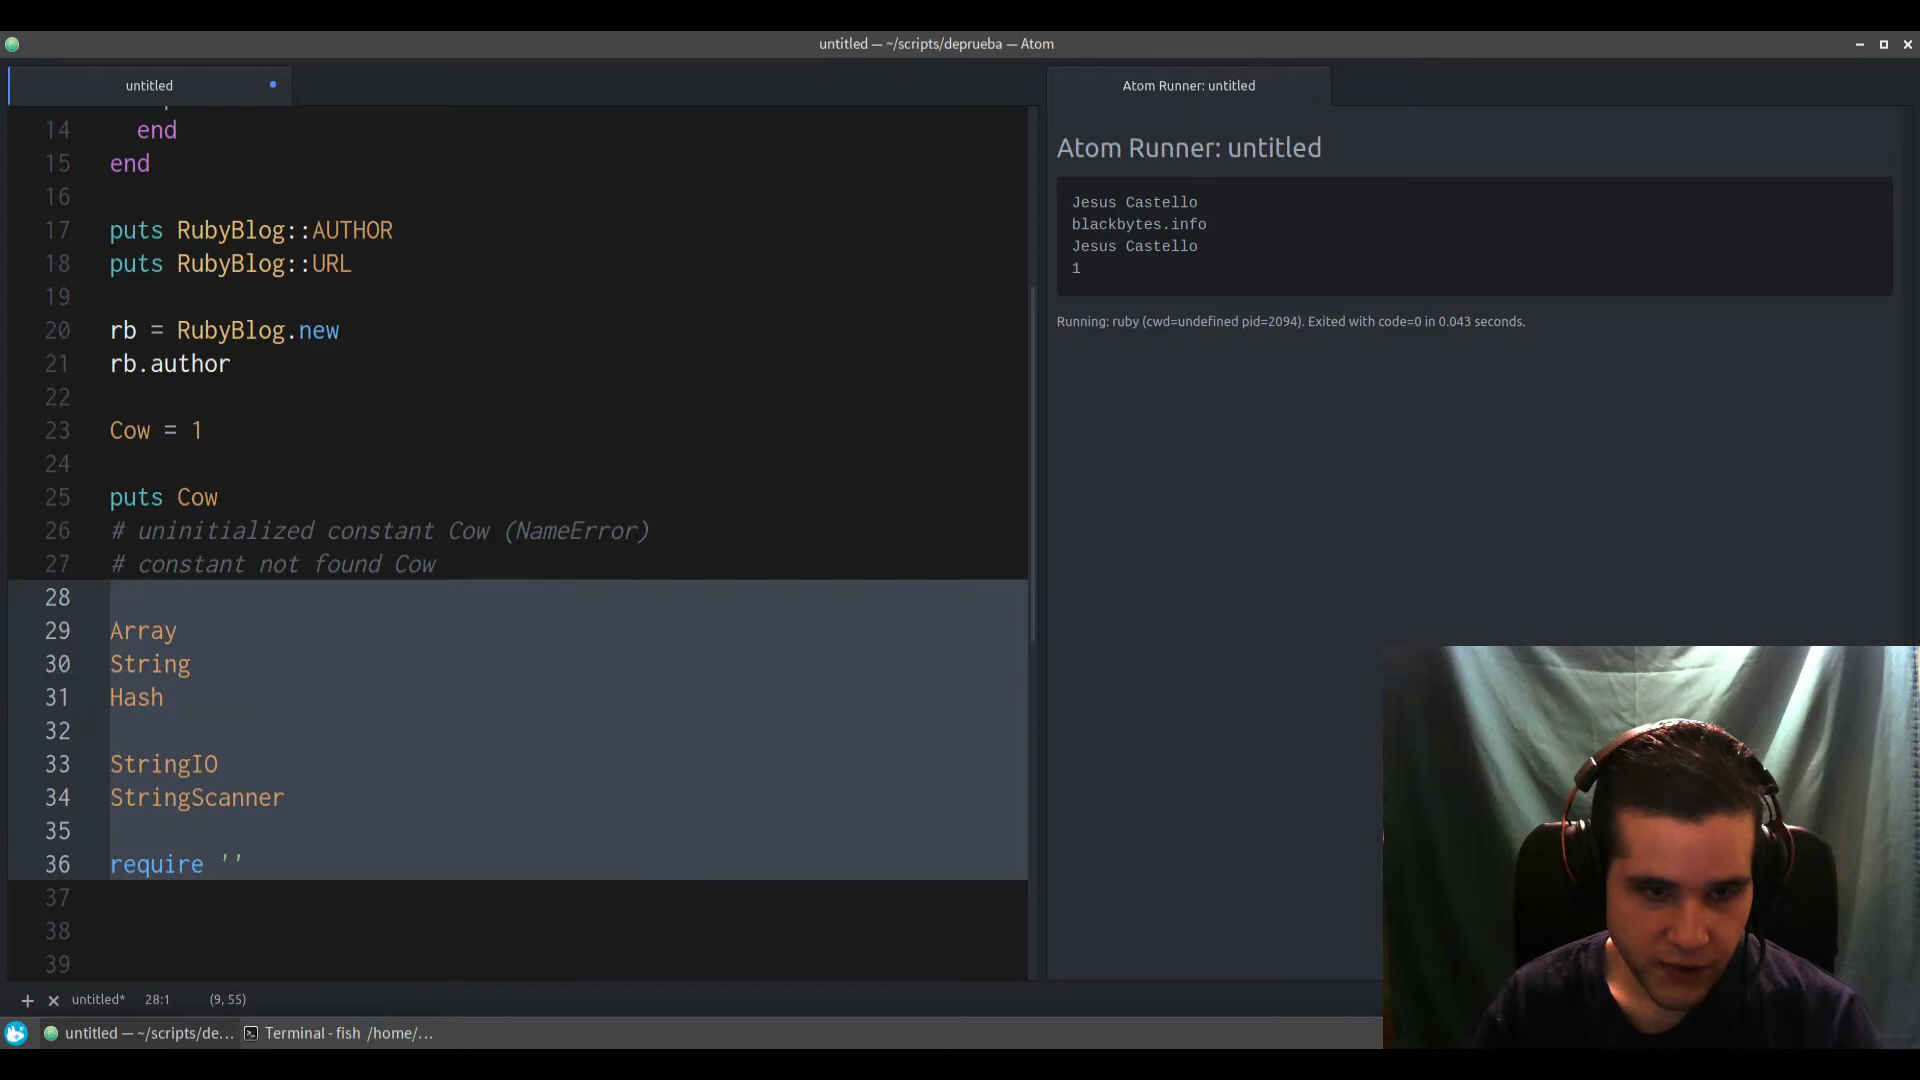 untitled — ~/scripts/deprueba — Atom
untitled
Atom Runner: untitled
14 end
15 end
16
17 puts RubyBlog::AUTHOR
18 puts RubyBlog::URL
19
20 rb = RubyBlog.new
21 rb.author
22
23 Cow = 1
24
25 puts Cow
26 # uninitialized constant Cow (NameError)
27 # constant not found Cow
28
29 Array
30 String
31 Hash
32
33 StringIO
34 StringScanner
35
36 require ''
37
38
39
Atom Runner: untitled
Jesus Castello
blackbytes.info
Jesus Castello
1
Running: ruby (cwd=undefined pid=2094). Exited with code=0 in 0.043 seconds.
untitled* 28:1 (9, 55)
untitled — ~/scripts/de... Terminal - fish /home/...